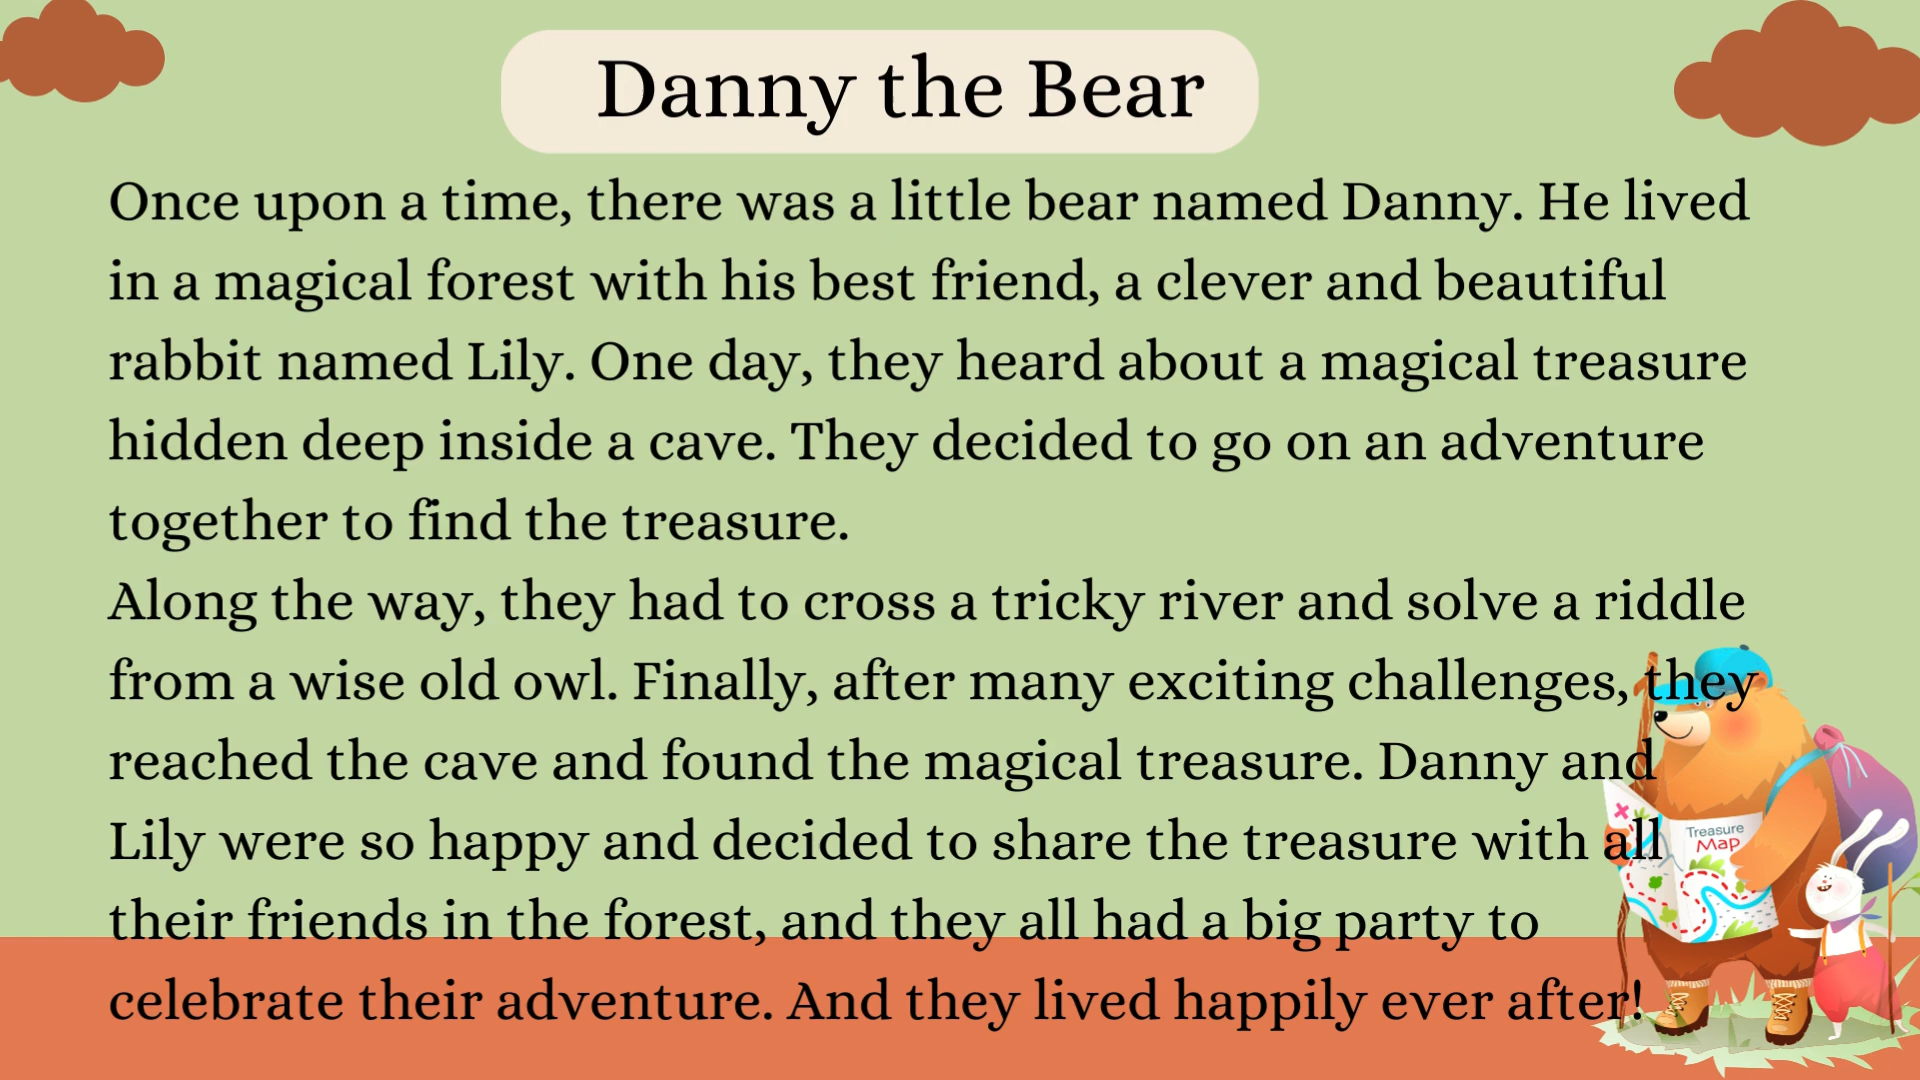 Danny the Bear
Once upon a time, there was a little bear named Danny. He lived
in a magical forest with his best friend, a clever and beautiful
rabbit named Lily. One day, they heard about a magical treasure
hidden deep inside a cave. They decided to go on an adventure
together to find the treasure.
Along the way, they had to cross a tricky river and solve a riddle
from a wise old owl. Finally, after many exciting challenges, they
reached the cave and found the magical treasure. Danny and
Lily were so happy and decided to share the treasure with all
their friends in the forest, and they all had a big party to
celebrate their adventure. And they lived happily ever after!
Treasure
Map